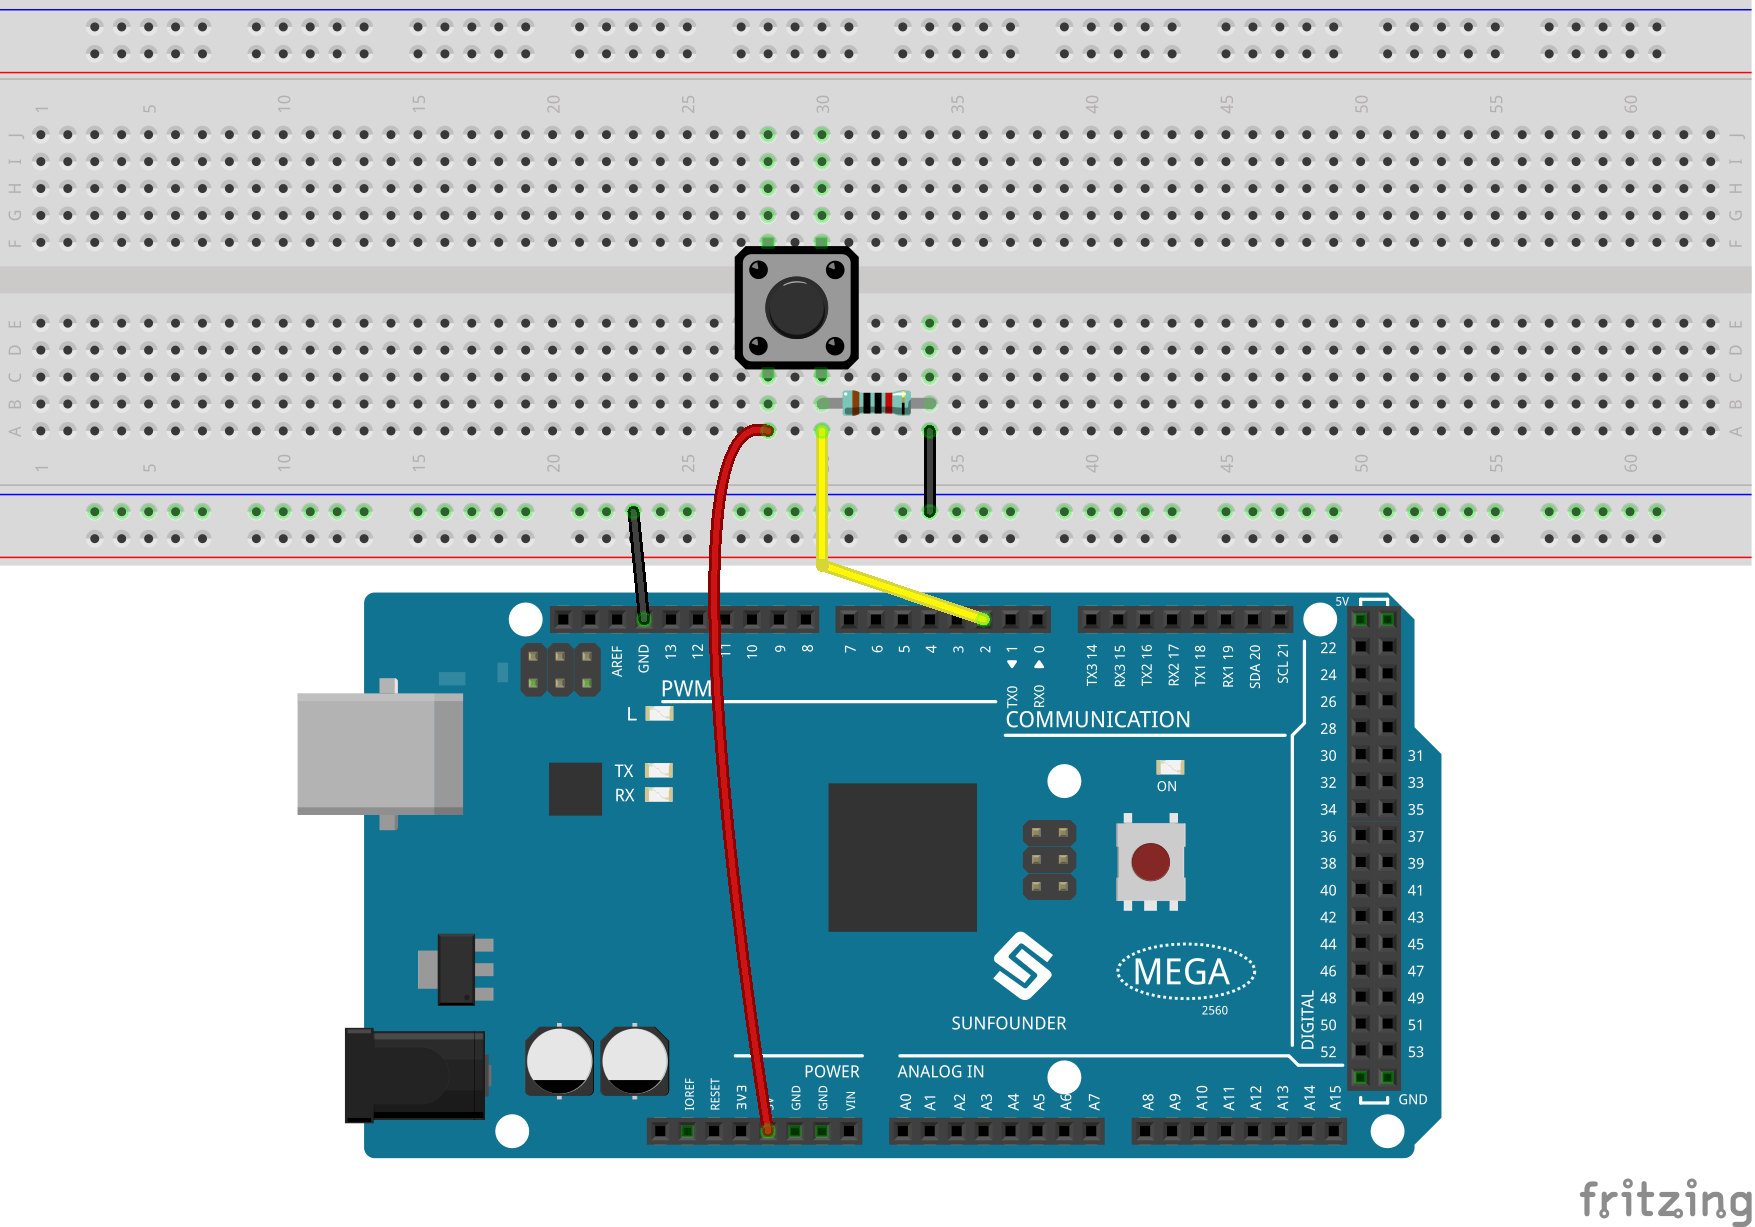 1 5 10 15 20 25 30 35 40 45 50 55 60
J J
I I
H H
G G
F F
E E
D D
C C
B B
A A
1 5 10 15 20 25 35 40 45 50 55 60
5V
AREF GND 13 12 11 10 9 8 7 6 5 4 3 2 1 0
TX0 RX0
TX3 14 RX3 15 TX2 16 RX2 17 TX1 18 RX1 19 SDA 20 SCL 21
PWM
COMMUNICATION
L
TX
RX
ON
22
24
26
28
30 31
32 33
34 35
36 37
38 39
40 41
42 43
44 45
46 47
48 49
50 51
52 53
DIGITAL
GND
MEGA
2560
SUNFOUNDER
POWER ANALOG IN
IOREF RESET 3V3 GND GND VIN A0 A1 A2 A3 A4 A5 A6 A7 A8 A9 A10 A11 A12 A13 A14 A15
fritzing